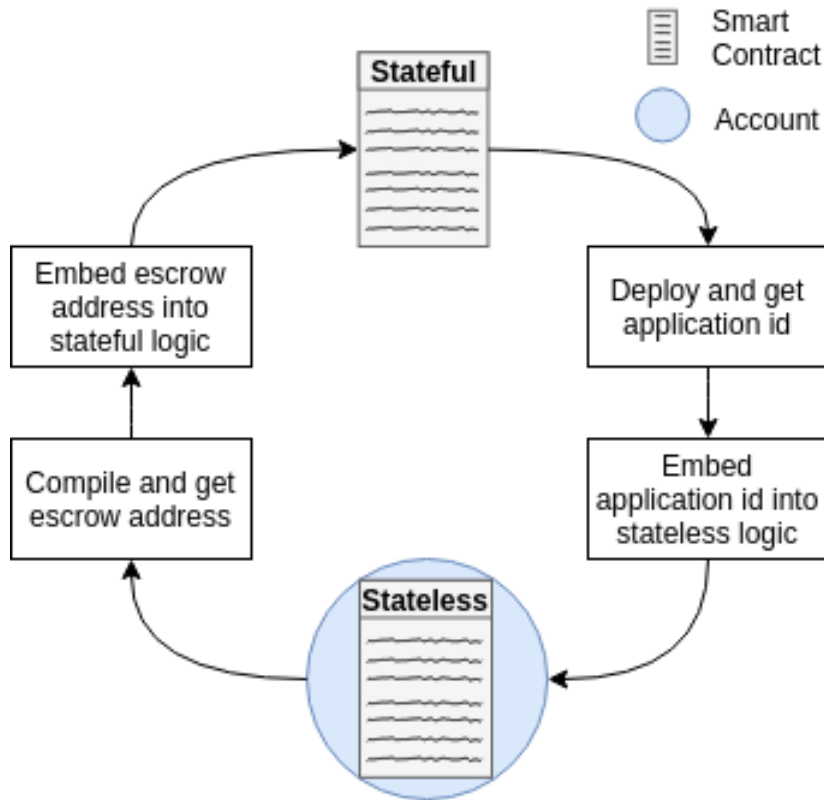 Smart
Contract
Account
Stateful
Embed escrow
address into
stateful logic
Deploy and get
application id
Compile and get
escrow address
Embed
application id into
stateless logic
Stateless